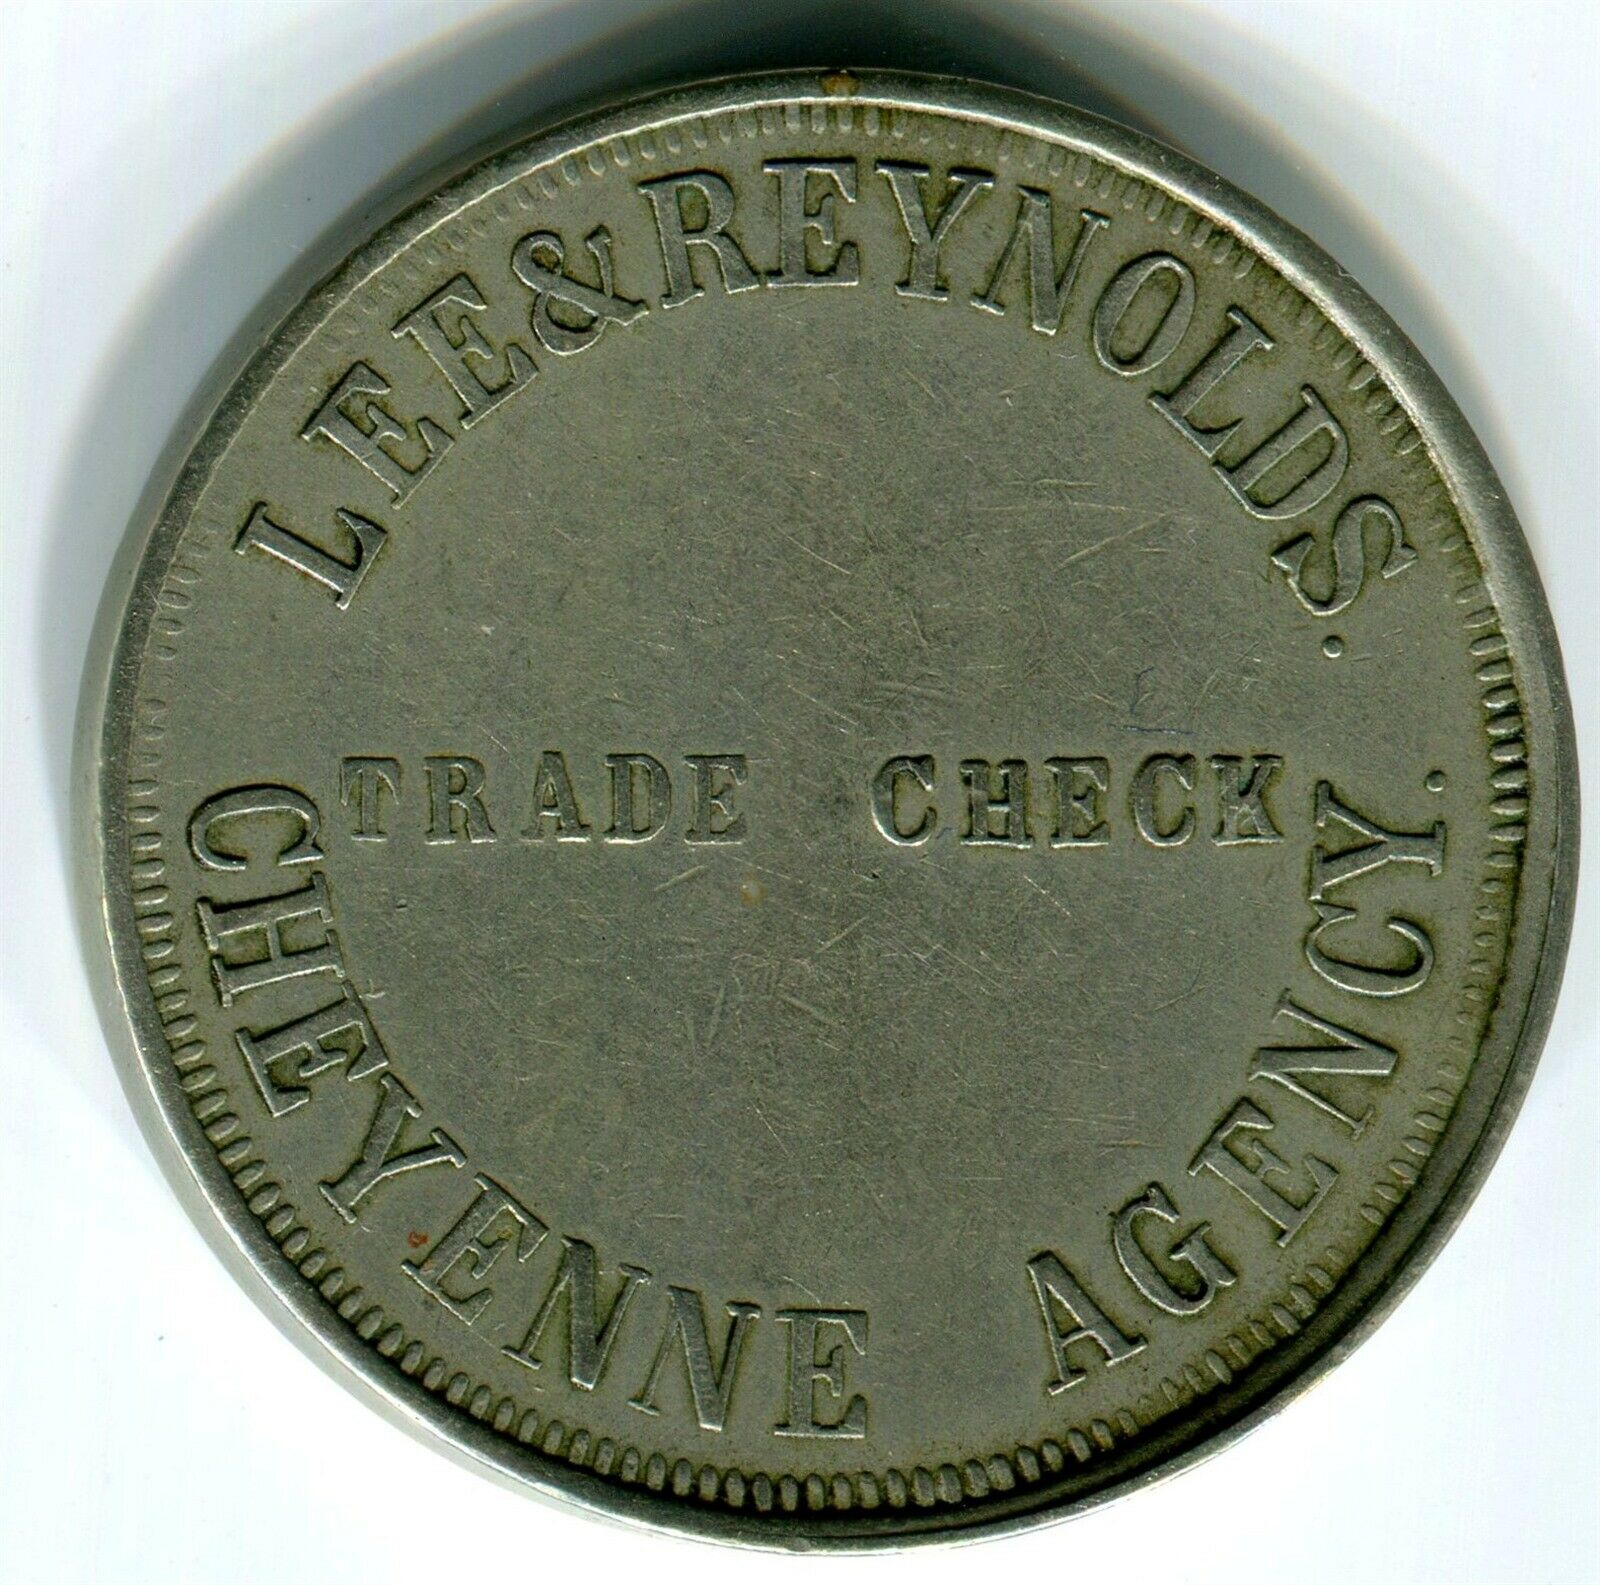 LEE & REYNOLDS.
TRADE CHECK
CHEYENNE AGENCY.